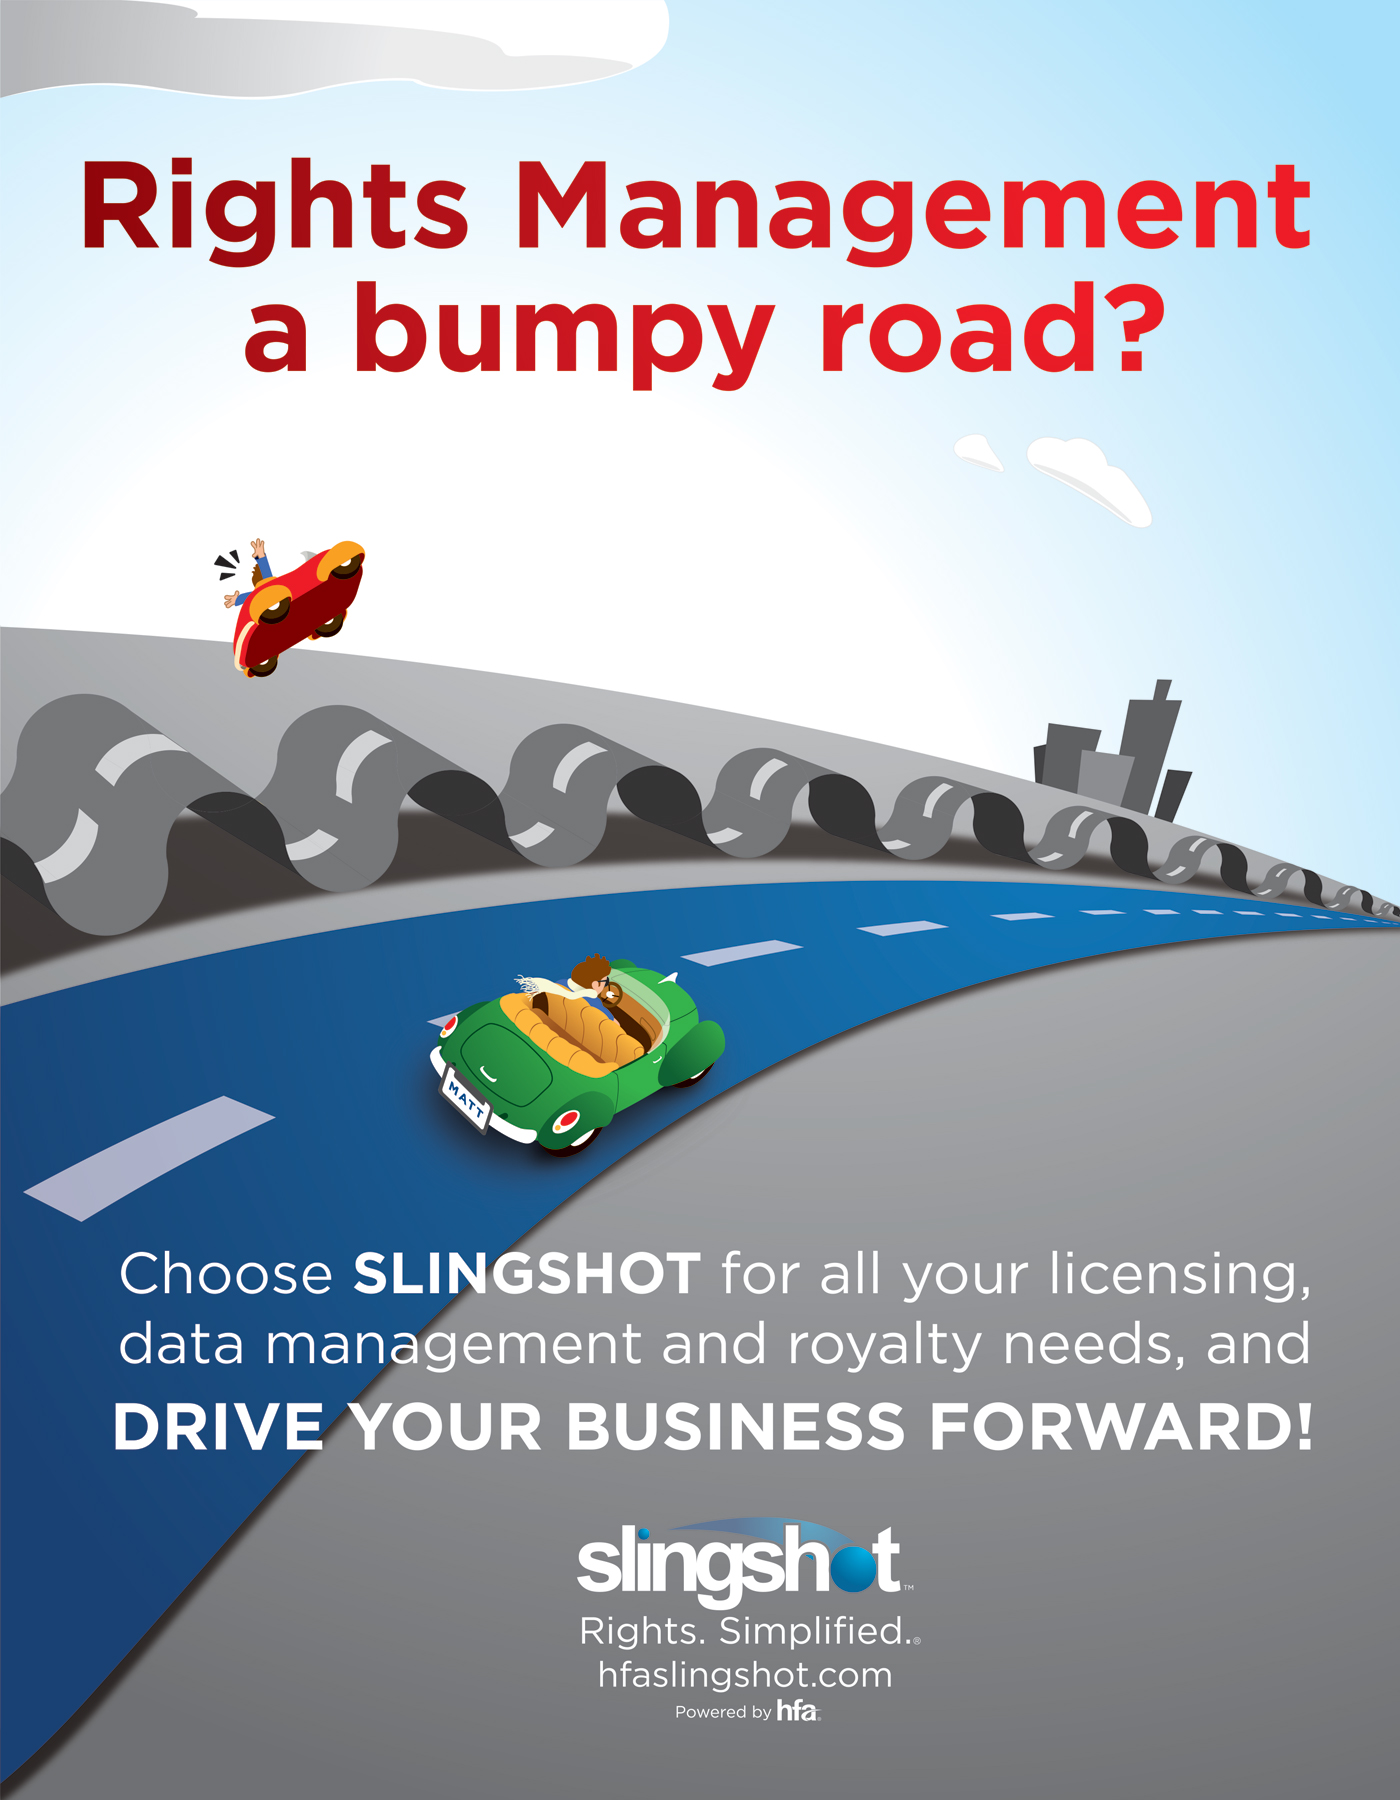 Rights Management
a bumpy road?
MATT
Choose SLINGSHOT for all your licensing,
data management and royalty needs, and
DRIVE YOUR BUSINESS FORWARD!
slingshot™
Rights. Simplified.®
hfaslingshot.com
Powered by hfa®